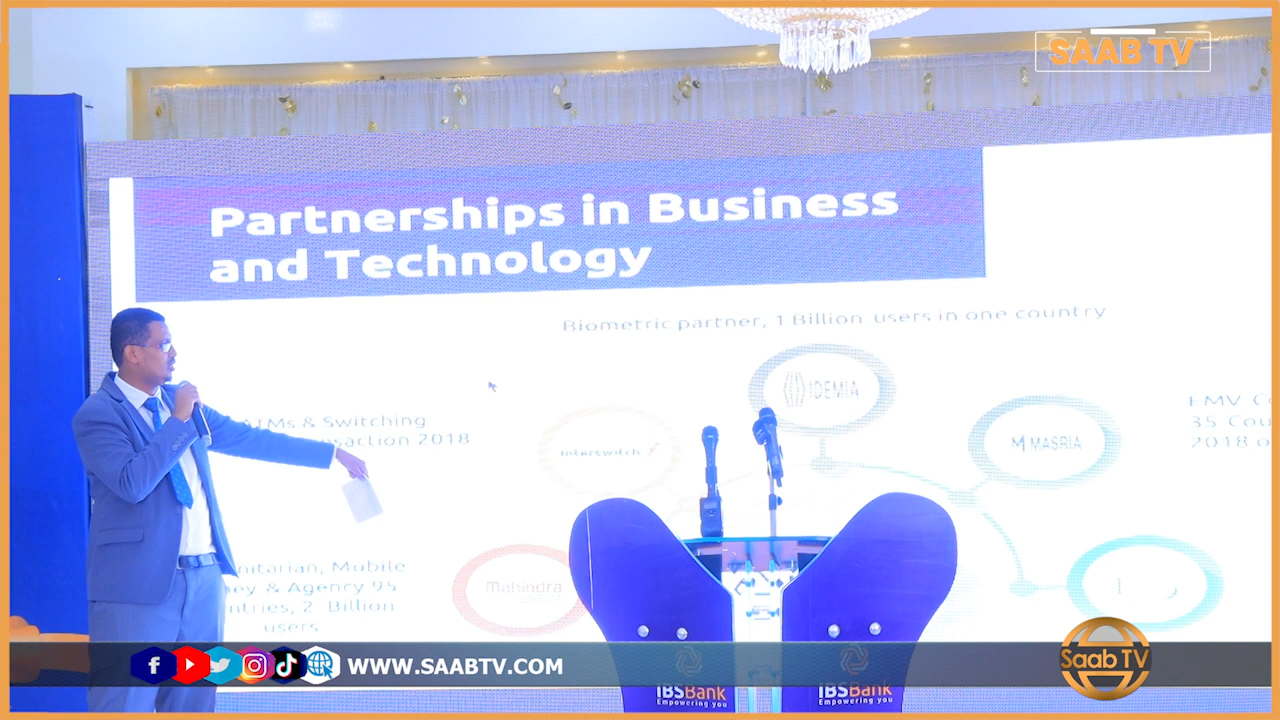 SAAB TV
Partnerships in Business
and Technology
Biometric partner, 1 Billion users in one country
IDEMIA
ATMs & Switching
2018
interswitch
MASRIA
EMV
35
2018
Mobile
& Agency 95
2 Billion
users
Mahindra
WWW.SAABTV.COM
Saab TV
IBSBank
Empowering you
IBSBank
Empowering you